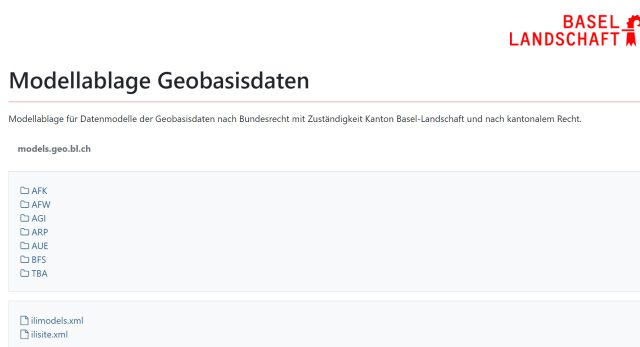 BASEL
LANDSCHAFT
Modellablage Geobasisdaten
Modellablage für Datenmodelle der Geobasisdaten nach Bundesrecht mit Zuständigkeit Kanton Basel-Landschaft und nach kantonalem Recht.
models.geo.bl.ch
AFK
AFW
AGI
ARP
AUE
BFS
TBA
ilimodels.xml
ilisite.xml